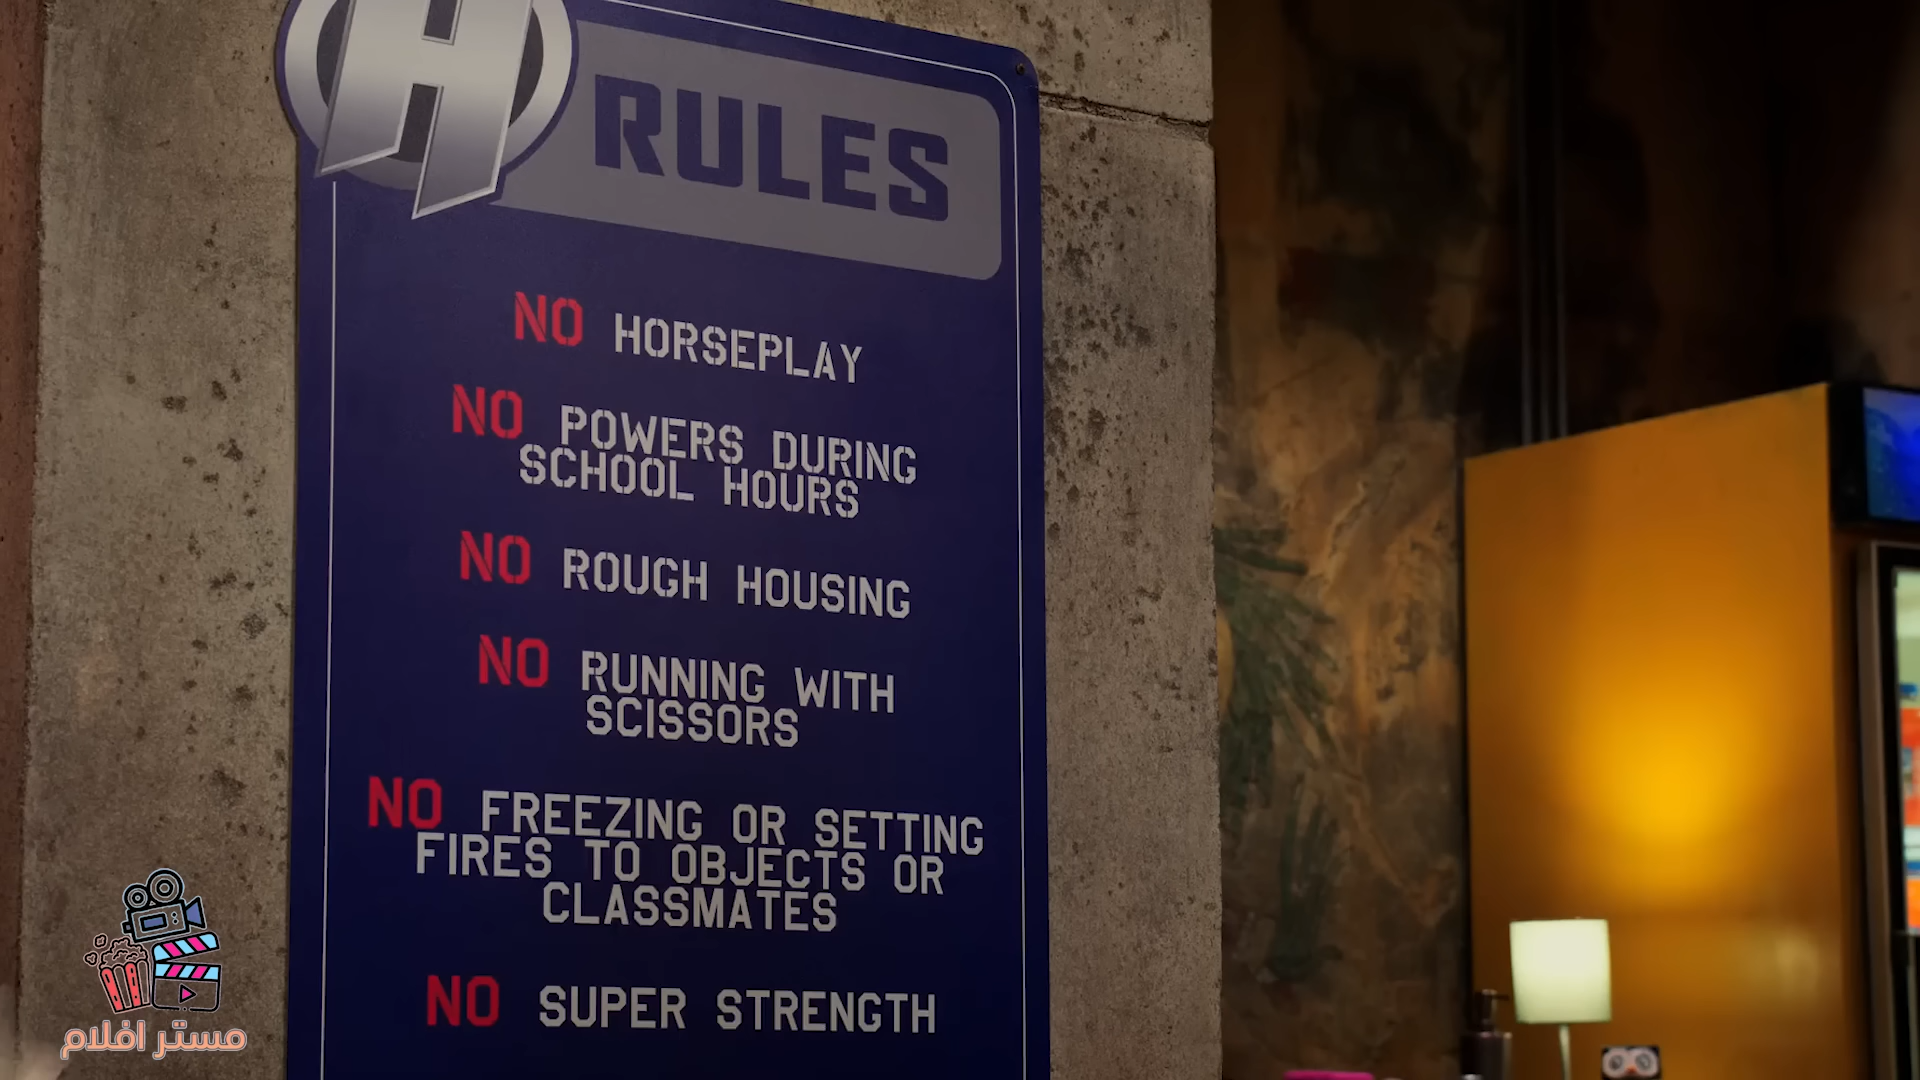 H RULES
NO HORSEPLAY
NO POWERS DURING
SCHOOL HOURS
NO ROUGH HOUSING
NO RUNNING WITH
SCISSORS
NO FREEZING OR SETTING
FIRES TO OBJECTS OR
CLASSMATES
NO SUPER STRENGTH
مستر افلام